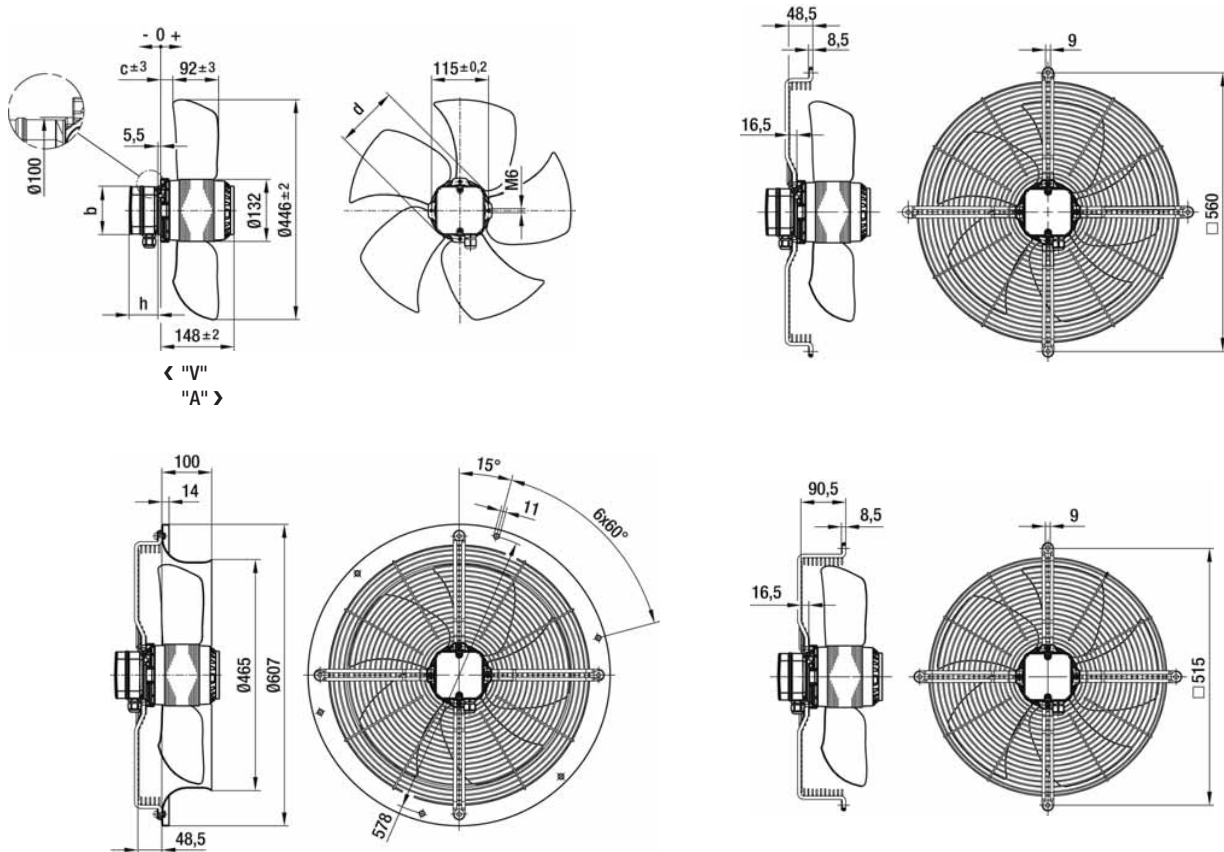 - 0 +
c±3
92±3
5,5
Ø100
b
h
Ø132
Ø446±2
148±2
❮ "V"
"A" ❯
115±0,2
d
M6
48,5
8,5
16,5
9
□ 560
100
14
Ø465
Ø607
48,5
15°
11
6x60°
578
90,5
8,5
16,5
9
□ 515